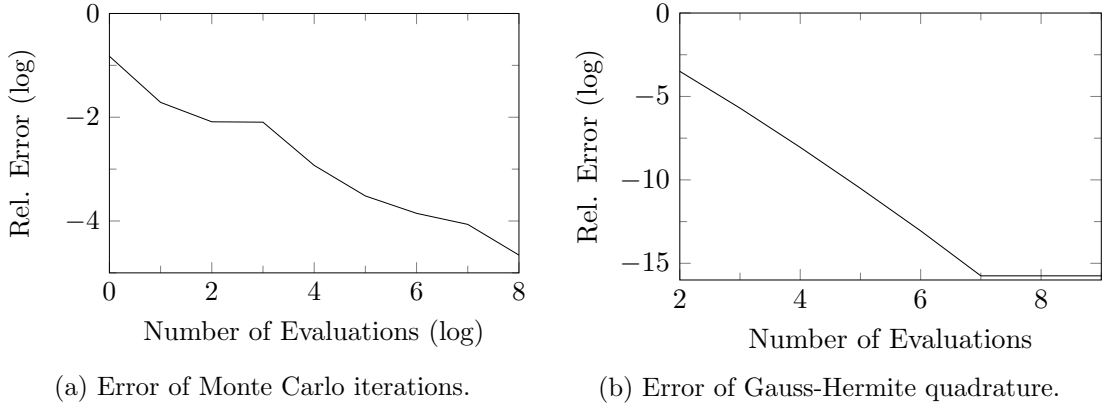 0
−2
−4
Rel. Error (log)
0 2 4 6 8
Number of Evaluations (log)
(a) Error of Monte Carlo iterations.
0
−5
−10
−15
Rel. Error (log)
2 4 6 8
Number of Evaluations
(b) Error of Gauss-Hermite quadrature.